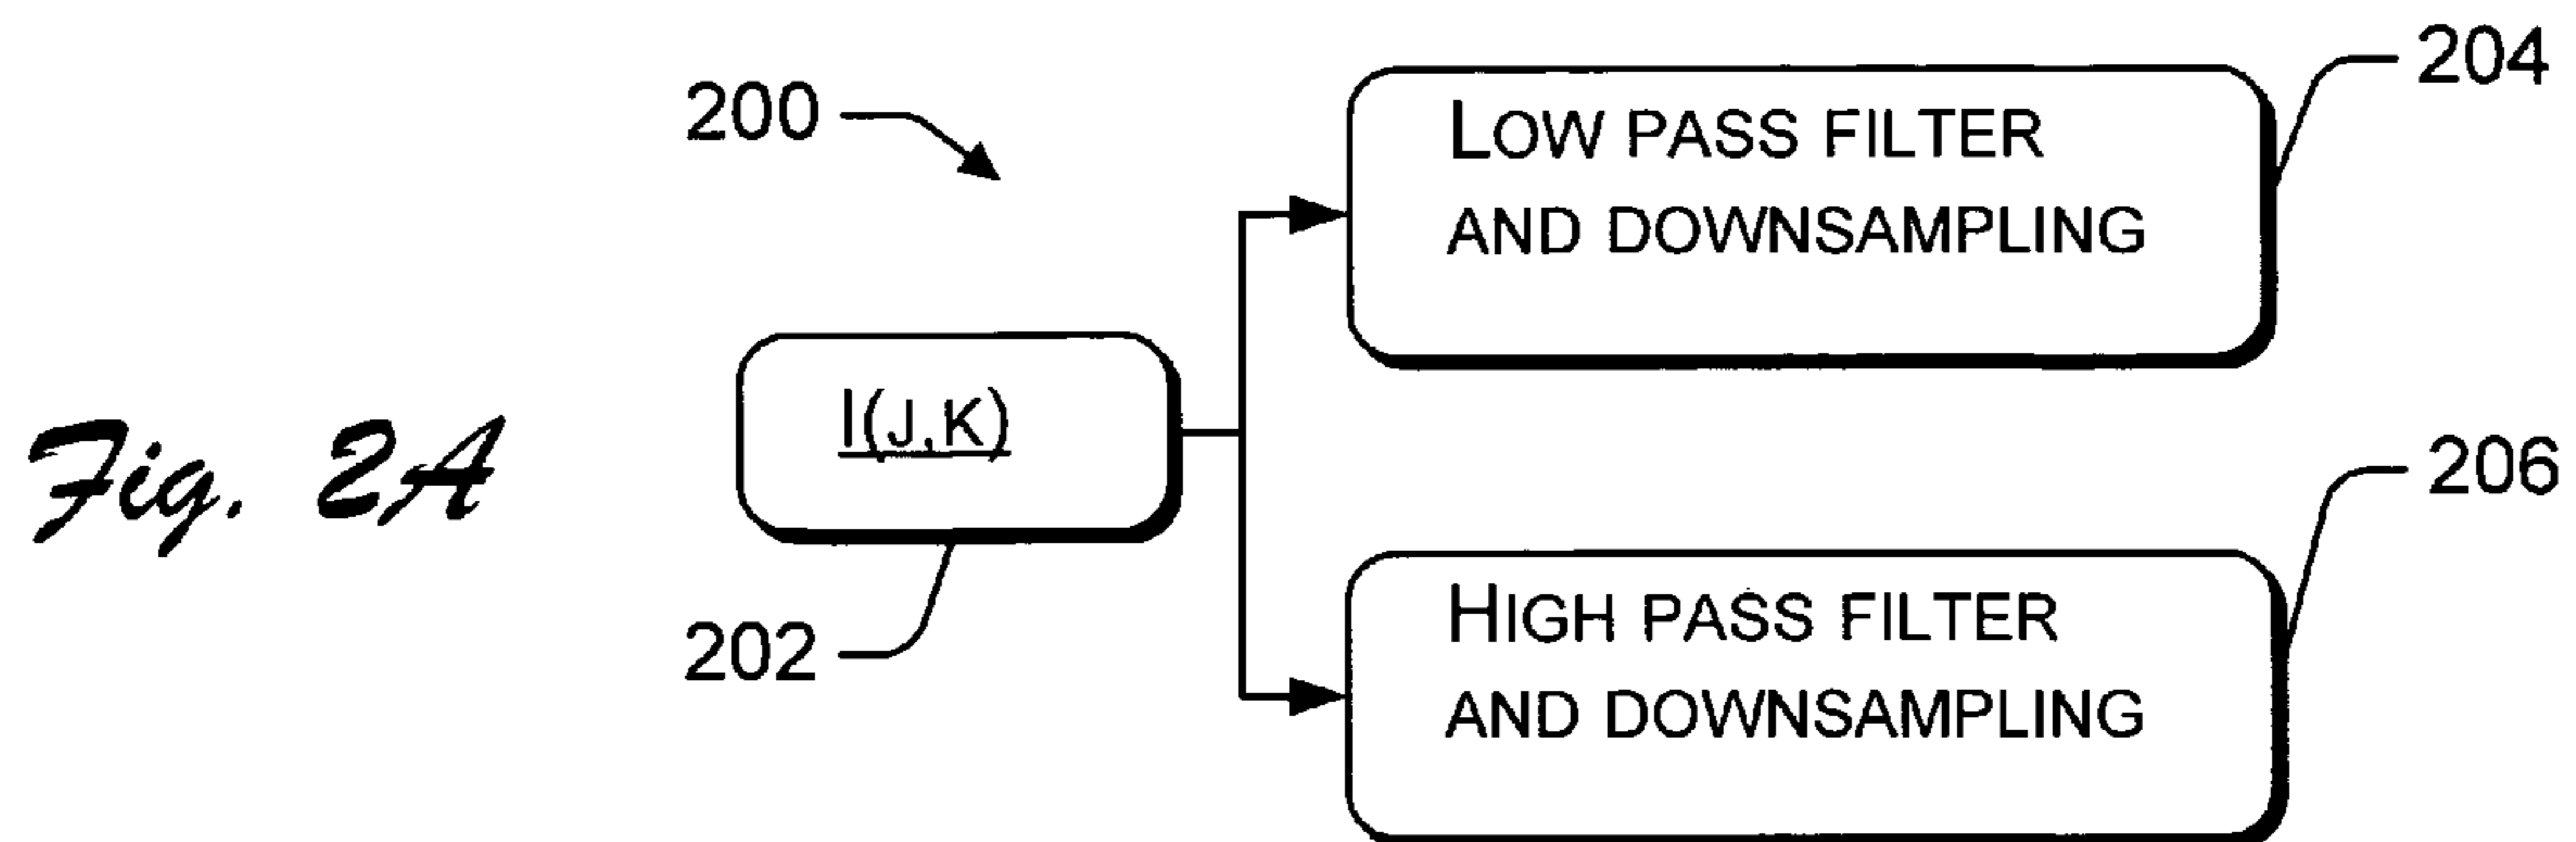 200
LOW PASS FILTER
AND DOWNSAMPLING
204
I(J,K)
202
Fig. 2A
HIGH PASS FILTER
AND DOWNSAMPLING
206